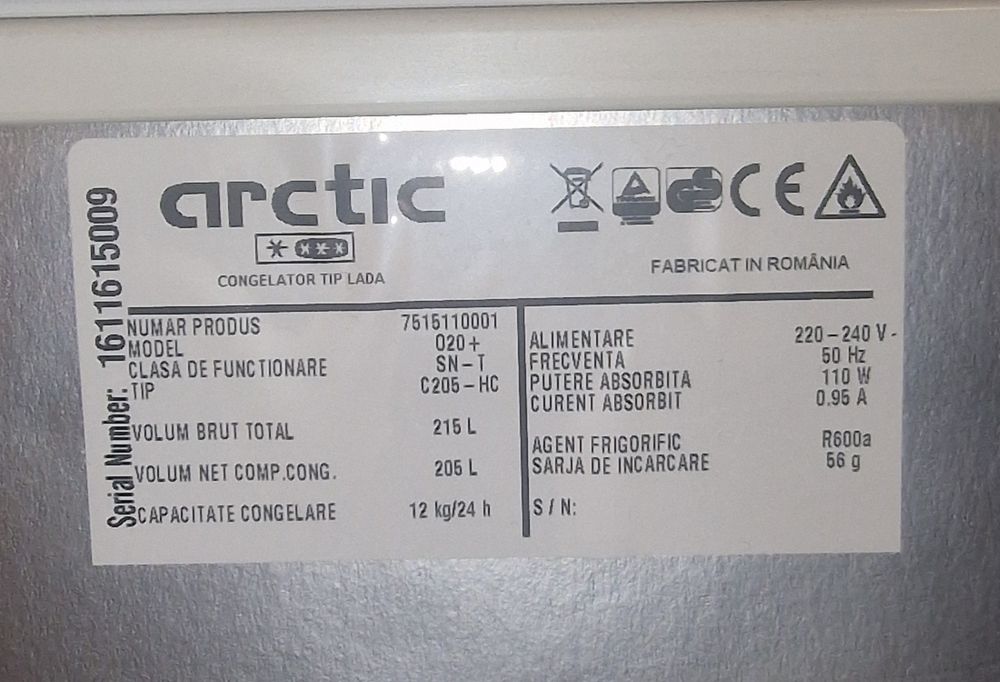 arctic
CONGELATOR TIP LADA
CE
FABRICAT IN ROMÂNIA
Serial Number: 1611615009
NUMAR PRODUS 7515110001
MODEL O20+
CLASA DE FUNCTIONARE SN-T
TIP C205-HC
VOLUM BRUT TOTAL 215 L
VOLUM NET COMP.CONG. 205 L
CAPACITATE CONGELARE 12 kg/24 h
ALIMENTARE 220-240 V-
FRECVENTA 50 Hz
PUTERE ABSORBITA 110 W
CURENT ABSORBIT 0.95 A
AGENT FRIGORIFIC R600a
SARJA DE INCARCARE 56 g
S/N: